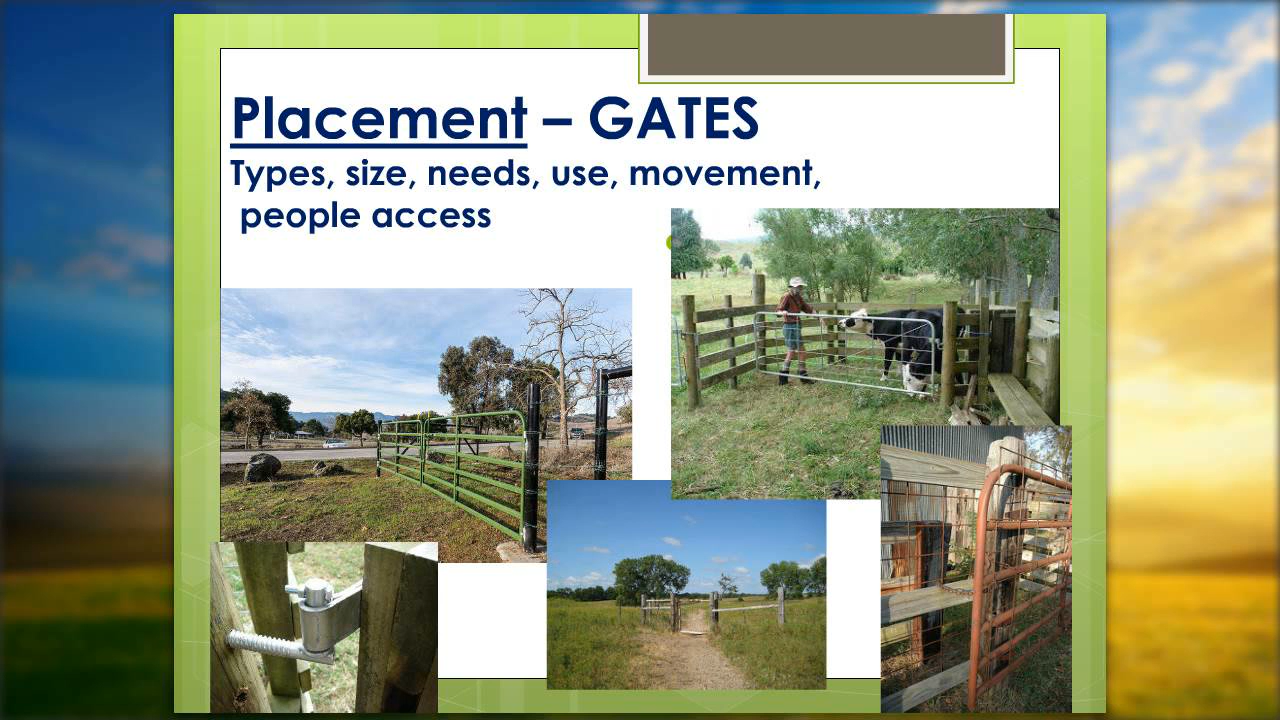 Placement – GATES
Types, size, needs, use, movement,
people access